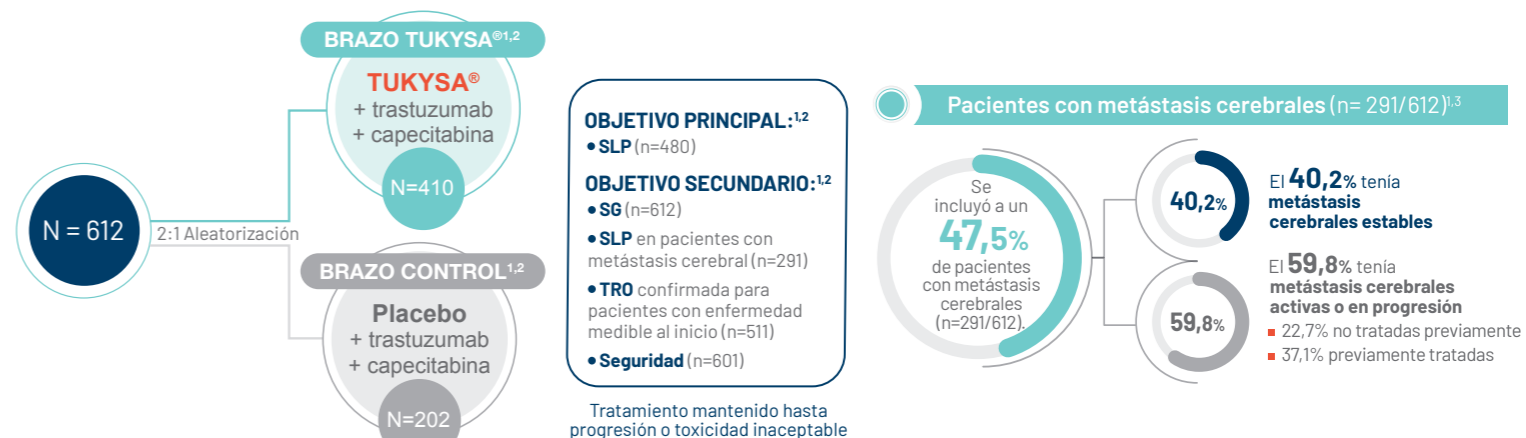 N = 612
2:1 Aleatorización
BRAZO TUKYSA®1,2
TUKYSA®
+ trastuzumab
+ capecitabina
N=410
BRAZO CONTROL1,2
Placebo
+ trastuzumab
+ capecitabina
N=202
OBJETIVO PRINCIPAL:1,2
• SLP (n=480)
OBJETIVO SECUNDARIO:1,2
• SG (n=612)
• SLP en pacientes con
metástasis cerebral (n=291)
• TRO confirmada para
pacientes con enfermedad
medible al inicio (n=511)
• Seguridad (n=601)
Tratamiento mantenido hasta
progresión o toxicidad inaceptable
Pacientes con metástasis cerebrales (n= 291/612)1,3
Se
incluyó a un
47,5%
de pacientes
con metástasis
cerebrales
(n=291/612).
40,2%
El 40,2% tenía
metástasis
cerebrales estables
59,8%
El 59,8% tenía
metástasis cerebrales
activas o en progresión
▪ 22,7% no tratadas previamente
▪ 37,1% previamente tratadas